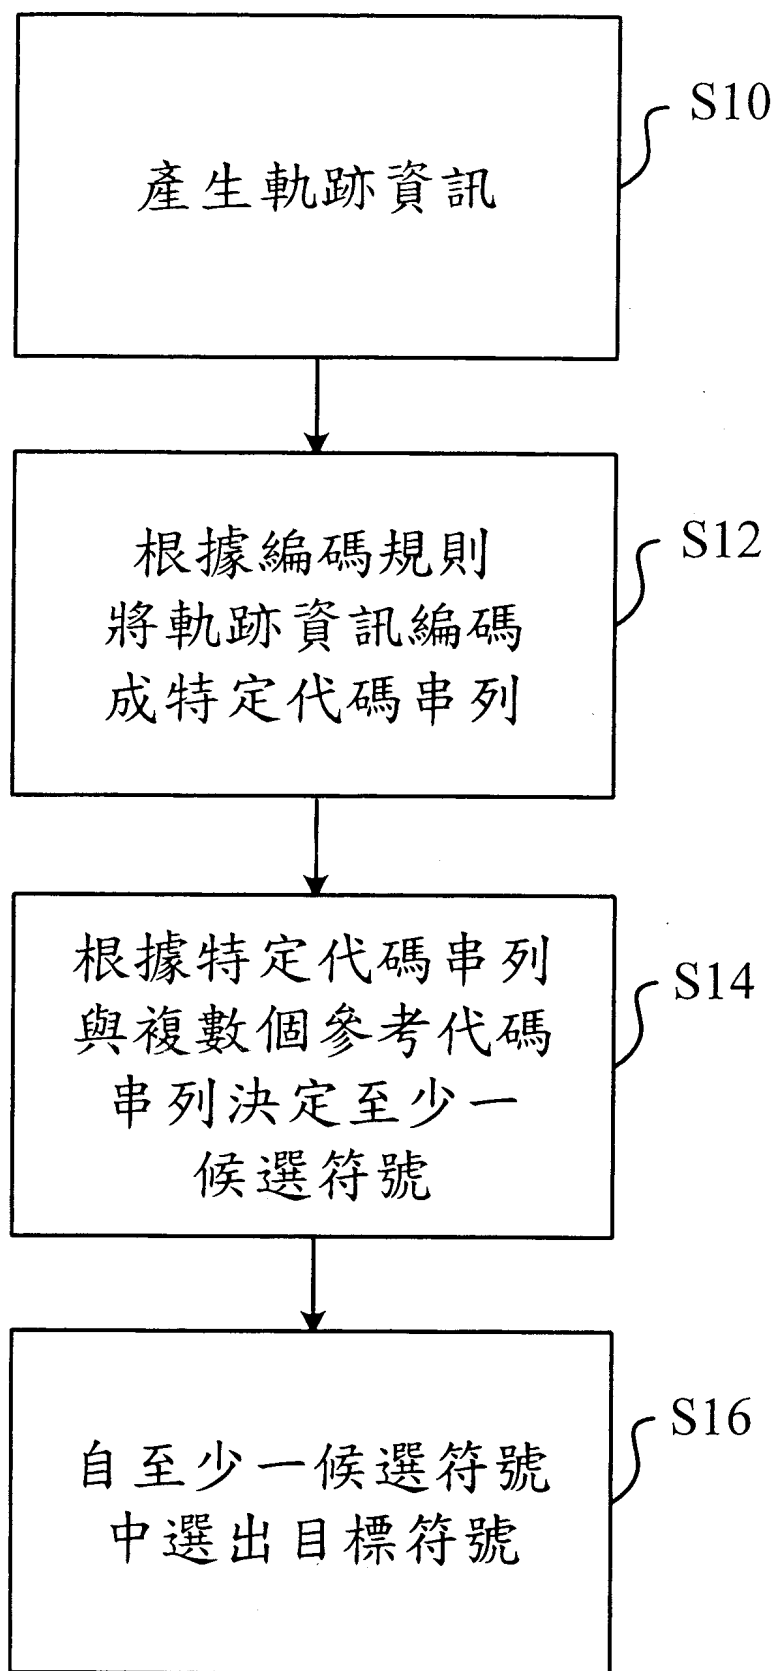 產生軌跡資訊
S10
根據編碼規則
將軌跡資訊編碼
成特定代碼串列
S12
根據特定代碼串列
與複數個參考代碼
串列決定至少一
候選符號
S14
自至少一候選符號
中選出目標符號
S16